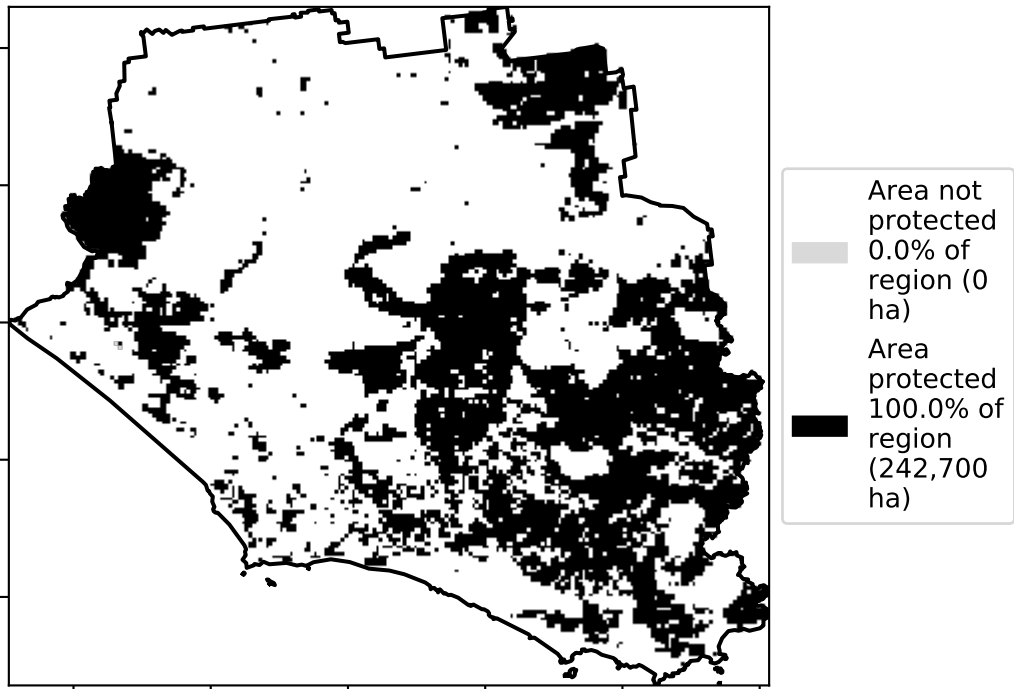 Area not
protected
0.0% of
region (0
ha)
Area
protected
100.0% of
region
(242,700
ha)